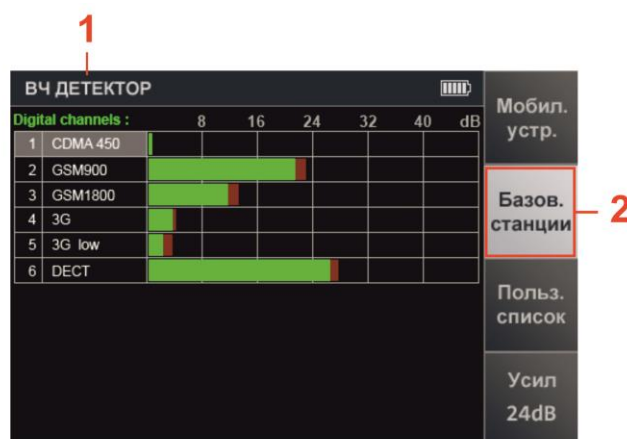 1
ВЧ ДЕТЕКТОР
Digital channels : 8 16 24 32 40 dB
1 CDMA 450
2 GSM900
3 GSM1800
4 3G
5 3G low
6 DECT
Мобил.
устр.
Базов.
станции
2
Польз.
список
Усил
24dB